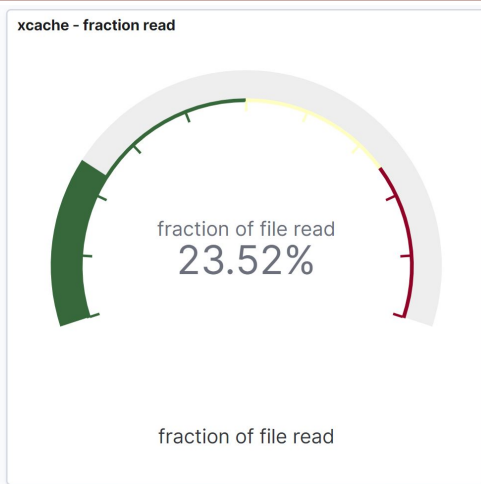 xcache - fraction read
fraction of file read
23.52%
fraction of file read